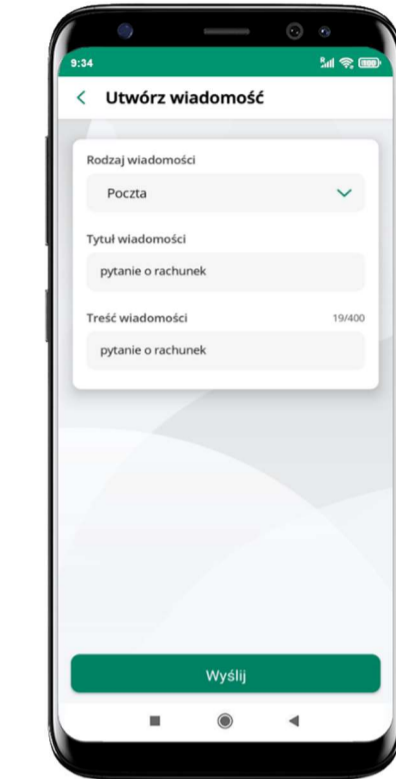 9:34
Utwórz wiadomość
Rodzaj wiadomości
Poczta
Tytuł wiadomości
pytanie o rachunek
Treść wiadomości 19/400
pytanie o rachunek
Wyślij